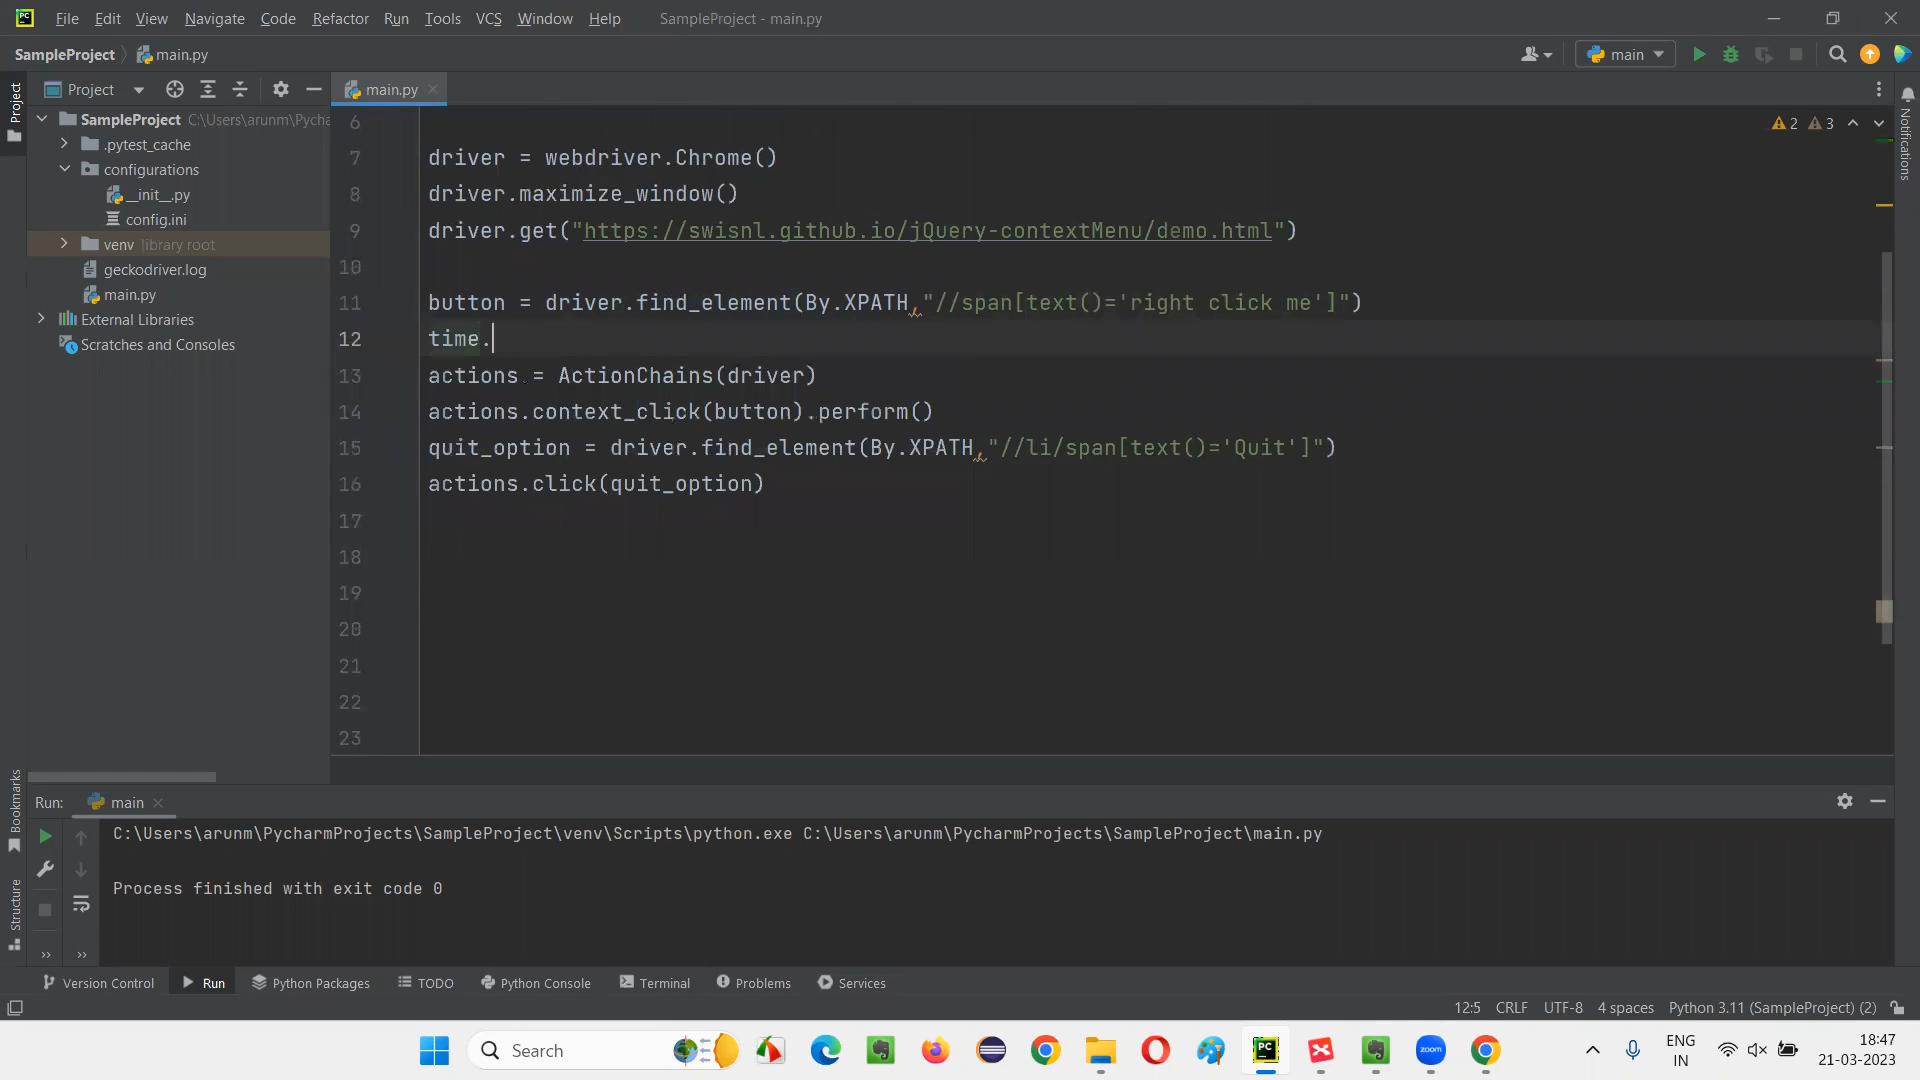 File Edit View Navigate Code Refactor Run Tools VCS Window Help SampleProject - main.py
SampleProject main.py main
Project main.py
SampleProject C:\Users\arunm\Pycha
.pytest_cache
configurations
__init__.py
config.ini
venv library root
geckodriver.log
main.py
External Libraries
Scratches and Consoles
Project
Bookmarks
Structure
Notifications
2 3
6
7 driver = webdriver.Chrome()
8 driver.maximize_window()
9 driver.get("https://swisnl.github.io/jQuery-contextMenu/demo.html")
10
11 button = driver.find_element(By.XPATH,"//span[text()='right click me']")
12 time.
13 actions = ActionChains(driver)
14 actions.context_click(button).perform()
15 quit_option = driver.find_element(By.XPATH,"//li/span[text()='Quit']")
16 actions.click(quit_option)
17
18
19
20
21
22
23
Run: main
C:\Users\arunm\PycharmProjects\SampleProject\venv\Scripts\python.exe C:\Users\arunm\PycharmProjects\SampleProject\main.py
Process finished with exit code 0
Version Control Run Python Packages TODO Python Console Terminal Problems Services
12:5 CRLF UTF-8 4 spaces Python 3.11 (SampleProject) (2)
Search
zoom
ENG
IN
18:47
21-03-2023